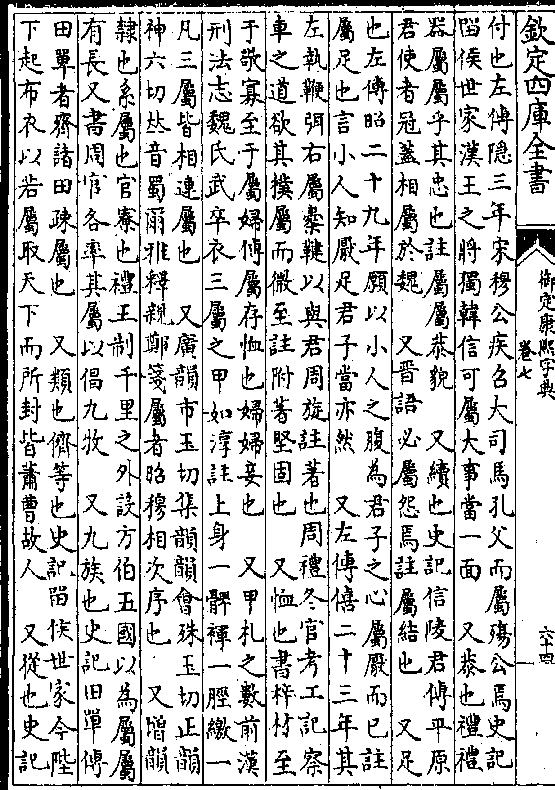 欽定四庫全書
御定康熙字典
卷七
六十四
付也左傳隱三年宋穆公疾召大司馬孔父而屬殤公焉史記
留侯世家漢王之將獨韓信可屬大事當一面　又恭也禮禮
器屬屬乎其忠也註屬屬恭貌　又續也史記信陵君傳平原
君使者冠蓋相屬於魏　又晉語必屬怨焉註屬結也　又足
也左傳昭二十九年願以小人之腹為君子之心屬厭而已註
屬足也言小人知厭足君子當亦然　又左傳僖二十三年其
左執鞭弭右屬櫜鞬以與君周旋註著也周禮冬官考工記察
車之道欲其樸屬而微至註附著堅固也　又恤也書梓材至
于敬寡至于屬婦傳屬存恤也婦婦妾也　又甲札之數前漢
刑法志魏氏武卒衣三屬之甲如淳註上身一髀褌一脛繳一
凡三屬皆相連屬也　又廣韻市玉切集韻韻會殊玉切正韻
神六切𠀤音蜀爾雅釋親鄭箋屬者昭穆相次序也　又增韻
隸也系屬也官寮也禮王制千里之外設方伯五國以為屬屬
有長又書周官各率其屬以倡九牧　又九族也史記田單傳
田單者齊諸田疎屬也　又類也儕等也史記留侯世家今陛
下起布衣以若屬取天下而所封皆蕭曹故人　又從也史記